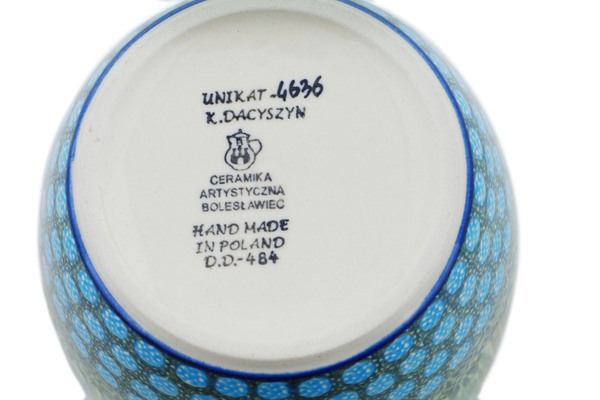 UNIKAT-4636
K.DACYSZYN
CERAMIKA
ARTYSTYCZNA
BOLESŁAWIEC
HAND MADE
IN POLAND
D.D.-484